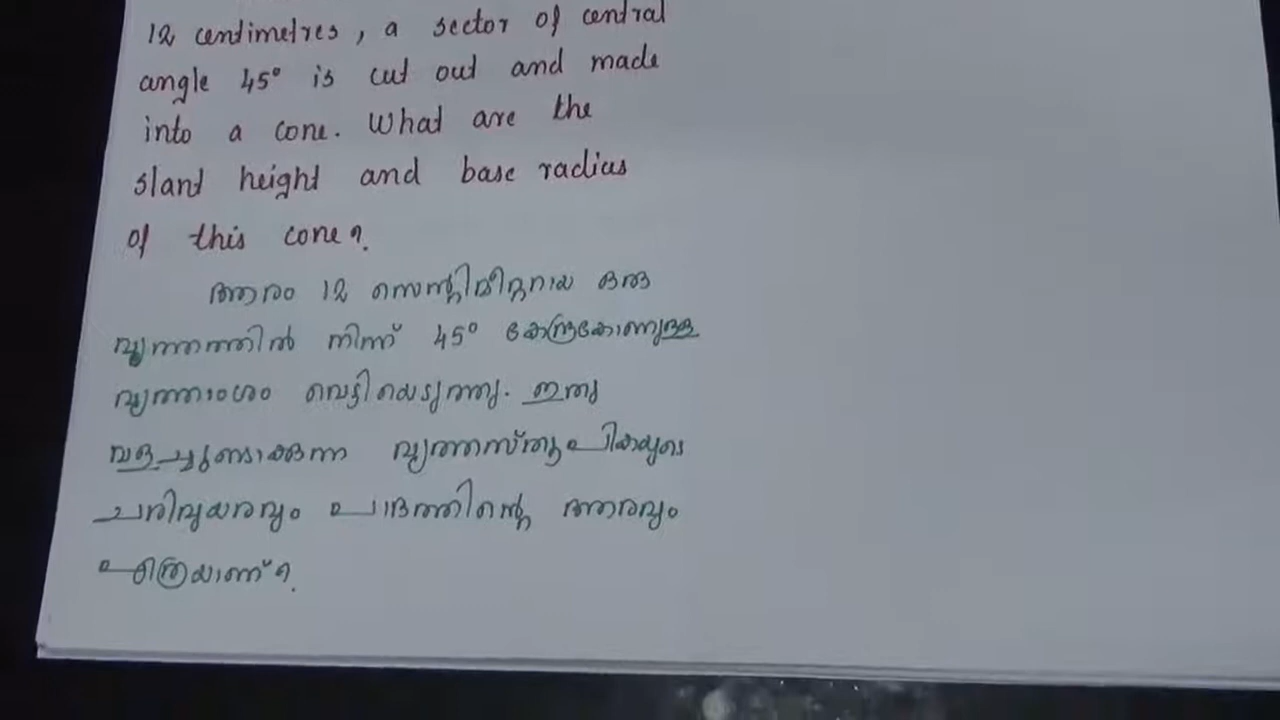 12 centimetres, a sector of central
angle 45° is cut out and made
into a cone. What are the
slant height and base radius
of this cone?
ആരം 12 സെന്റിമീറ്ററായ ഒരു
വൃത്തത്തിൽ നിന്ന് 45° കേന്ദ്രകോണുള്ള
വൃത്താംശം വെട്ടിയെടുത്തു. ഇതു
വളച്ചുണ്ടാക്കുന്ന വൃത്തസ്തൂപികയുടെ
ചരിവുയരവും പാദത്തിന്റെ ആരവും
എത്രയാണ്?